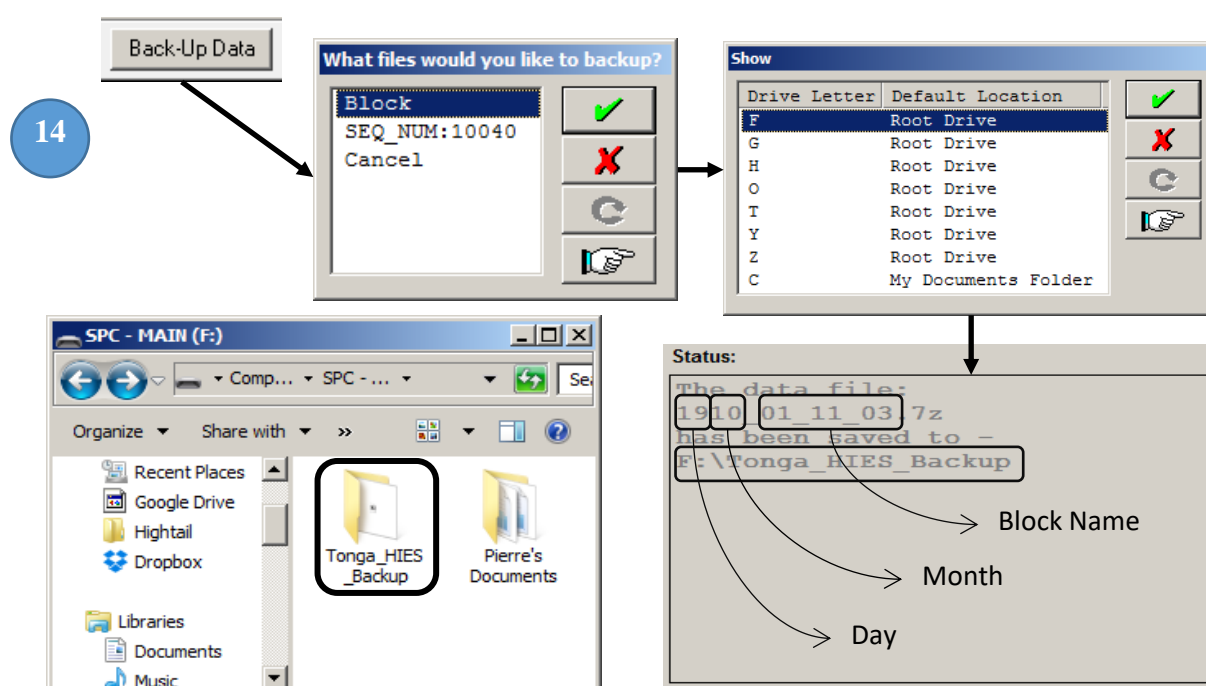 Back-Up Data
14
What files would you like to backup?
Block
SEQ_NUM:10040
Cancel
Show
Drive Letter Default Location
F Root Drive
G Root Drive
H Root Drive
O Root Drive
T Root Drive
Y Root Drive
Z Root Drive
C My Documents Folder
SPC - MAIN (F:)
Comp... SPC - ...
Organize Share with »
Recent Places
Google Drive
Hightail
Dropbox
Libraries
Documents
Music
Tonga_HIES
_Backup
Pierre's
Documents
Status:
The data file:
1910_01_11_03.7z
has been saved to -
F:\Tonga_HIES_Backup
Block Name
Month
Day